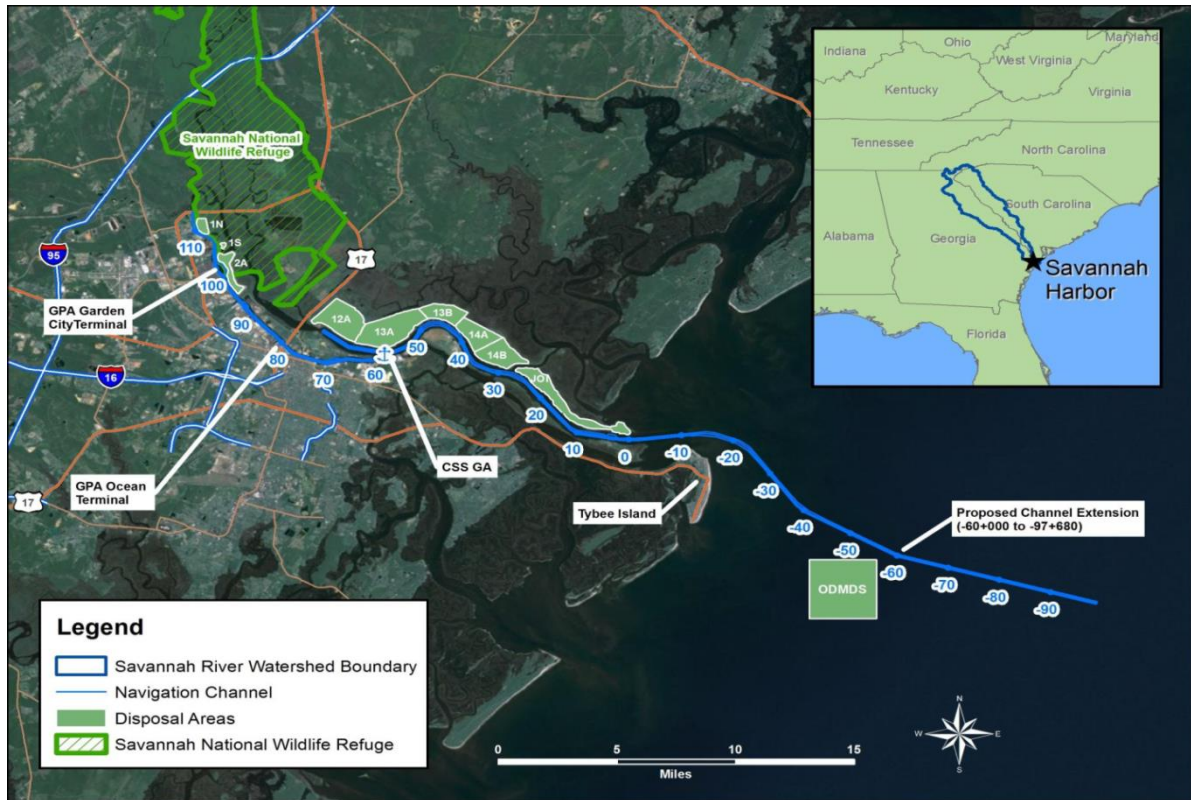 Indiana
Ohio
Maryland
West Virginia
Kentucky
Virginia
Tennessee
North Carolina
South Carolina
Alabama
Georgia
Savannah
Harbor
Florida
Savannah National
Wildlife Refuge
1N
1S
2A
110
95
17
100
GPA Garden
CityTerminal
90
80
70
60
50
40
30
20
10
0
-10
-20
-30
-40
-50
-60
-70
-80
-90
12A
13A
13B
14A
14B
JOI
16
GPA Ocean
Terminal
17
CSS GA
Tybee Island
Proposed Channel Extension
(-60+000 to -97+680)
ODMDS
Legend
Savannah River Watershed Boundary
Navigation Channel
Disposal Areas
Savannah National Wildlife Refuge
0 5 10 15
Miles
N
W E
S